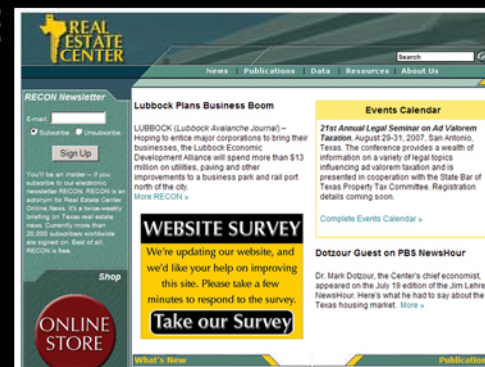 REAL
ESTATE
CENTER
Search
News
Publications
Data
Resources
About Us
RECON Newsletter
E-mail:
Subscribe
Unsubscribe
Sign Up
You'll be an insider – if you
subscribe to our electronic
newsletter RECON. RECON is an
acronym for Real Estate Center
Online News. It's a twice-weekly
briefing on Texas real estate
news. Currently more than
20,000 subscribers worldwide
are signed on. Best of all,
RECON is free.
Shop
ONLINE
STORE
Lubbock Plans Business Boom
LUBBOCK (Lubbock Avalanche Journal) –
Hoping to entice major corporations to bring their
businesses, the Lubbock Economic
Development Alliance will spend more than $13
million on utilities, paving and other
improvements to a business park and rail port
north of the city.
More RECON »
WEBSITE SURVEY
We're updating our website, and
we'd like your help on improving
this site. Please take a few
minutes to respond to the survey.
Take our Survey
Events Calendar
21st Annual Legal Seminar on Ad Valorem
Taxation, August 29-31, 2007, San Antonio,
Texas. The conference provides a wealth of
information on a variety of legal topics
influencing ad valorem taxation and is
presented in cooperation with the State Bar of
Texas Property Tax Committee. Registration
details coming soon.
Complete Events Calendar »
Dotzour Guest on PBS NewsHour
Dr. Mark Dotzour, the Center's chief economist,
appeared on the July 19 edition of the Jim Lehre
NewsHour. Here's what he had to say about the
Texas housing market. More »
What's New
Publication